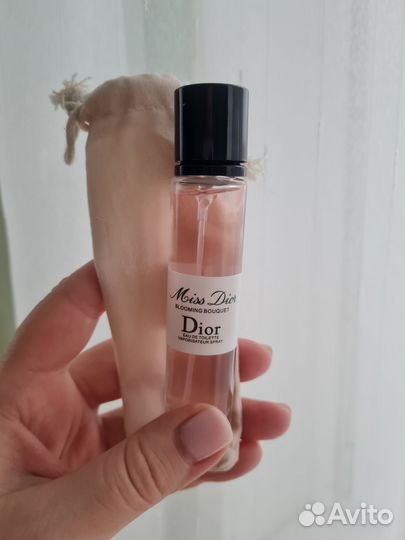 Miss Dior
BLOOMING BOUQUET
Dior
EAU DE TOILETTE
VAPORISATEUR SPRAY
Avito